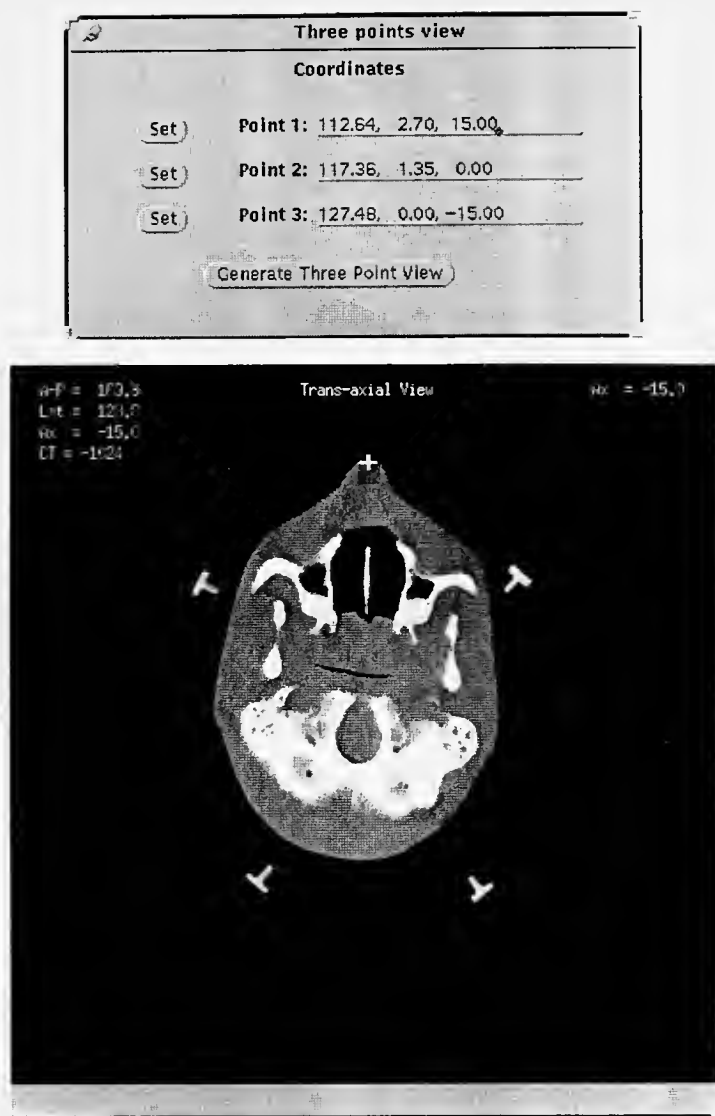 Three points view
Coordinates
Set Point 1: 112.64, 2.70, 15.00
Set Point 2: 117.36, 1.35, 0.00
Set Point 3: 127.48, 0.00, -15.00
Generate Three Point View
A-P =
Trans-axial View
Ax = -15.0
Lat =
Ax = -15.0
CT = -1024